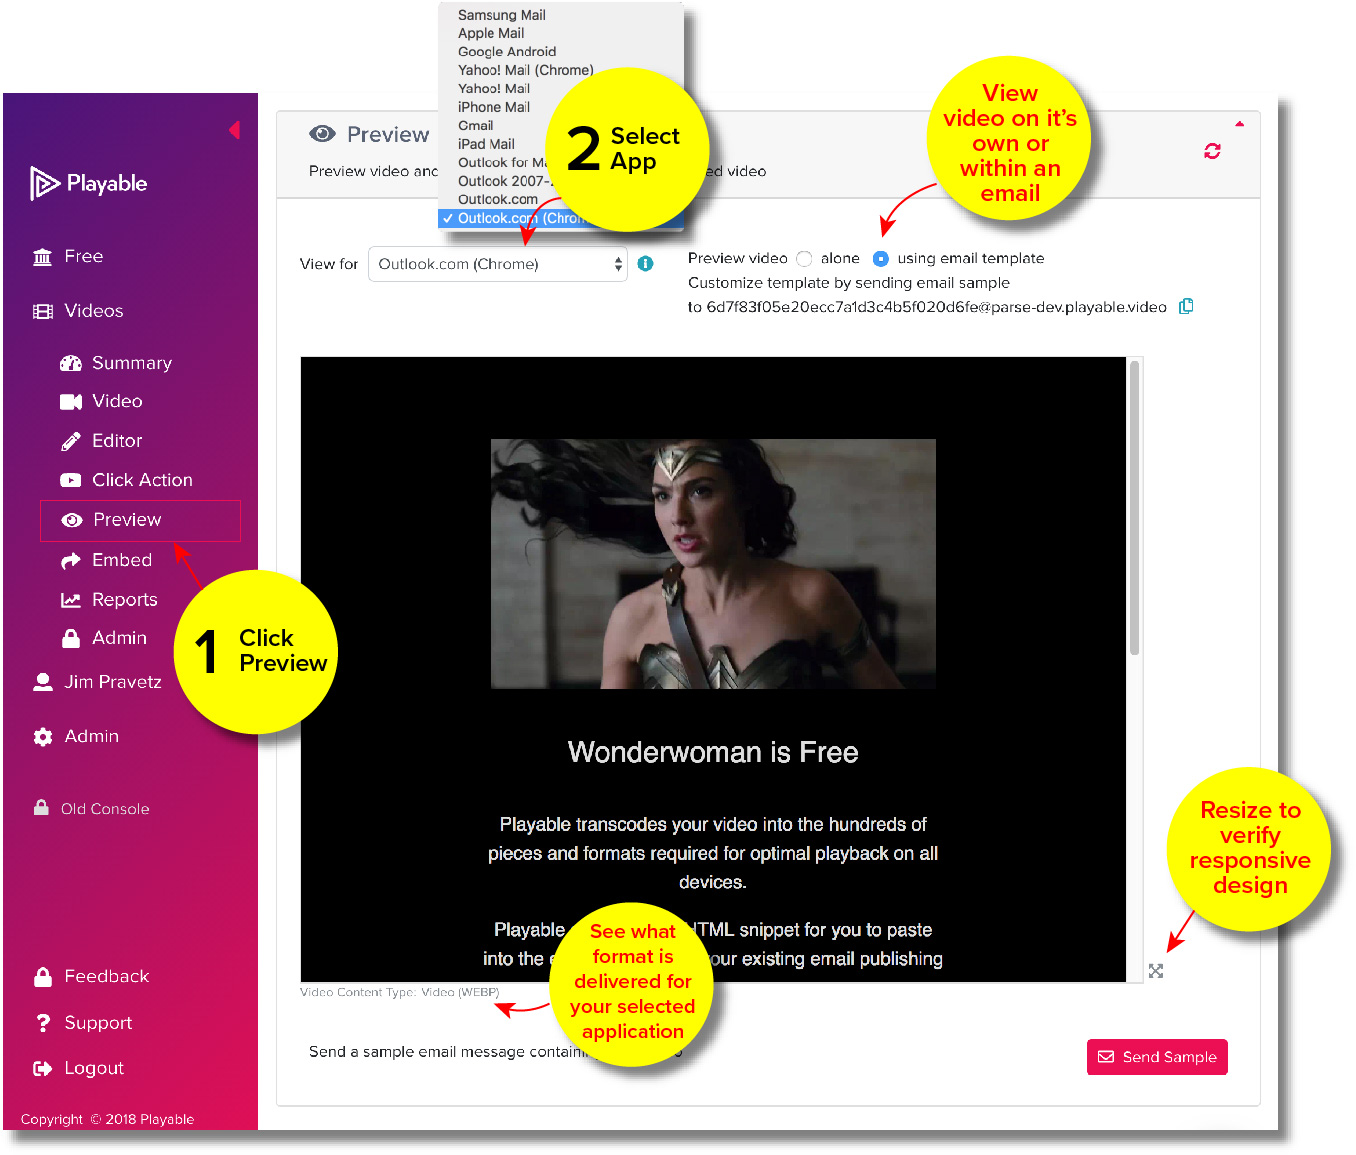 Samsung Mail
Apple Mail
Google Android
Yahoo! Mail (Chrome)
Yahoo! Mail
iPhone Mail
Gmail
iPad Mail
Outlook for Ma
Outlook 2007-
Outlook.com
✓ Outlook.com (Chrom
2 Select
App
View
video on it's
own or
within an
email
Preview
Preview video and
ed video
Playable
Free
Videos
Summary
Video
Editor
Click Action
Preview
Embed
Reports
Admin
Jim Pravetz
Admin
Old Console
Feedback
Support
Logout
Copyright © 2018 Playable
1 Click
Preview
View for Outlook.com (Chrome)
Preview video alone using email template
Customize template by sending email sample
to 6d7f83f05e20ecc7a1d3c4b5f020d6fe@parse-dev.playable.video
Wonderwoman is Free
Playable transcodes your video into the hundreds of
pieces and formats required for optimal playback on all
devices.
Playable HTML snippet for you to paste
into the your existing email publishing
Video Content Type: Video (WEBP)
See what
format is
delivered for
your selected
application
Resize to
verify
responsive
design
Send a sample email message containi
Send Sample